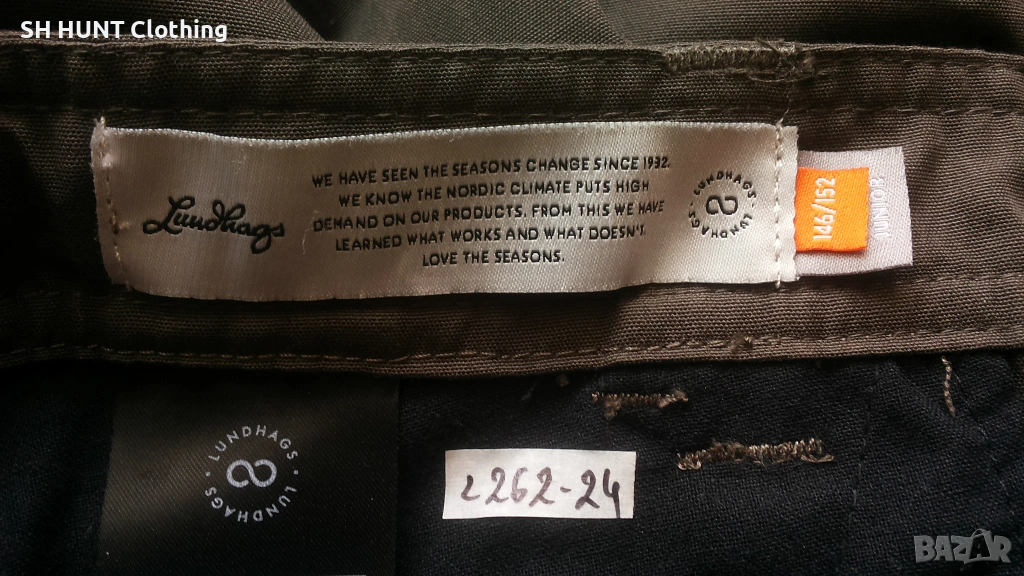 SH HUNT Clothing
Lundhags
WE HAVE SEEN THE SEASONS CHANGE SINCE 1932.
WE KNOW THE NORDIC CLIMATE PUTS HIGH
DEMAND ON OUR PRODUCTS. FROM THIS WE HAVE
LEARNED WHAT WORKS AND WHAT DOESN'T.
LOVE THE SEASONS.
LUNDHAGS · LUNDHAGS ·
146/152
JUNIOR
LUNDHAGS · LUNDHAGS ·
2262-24
BAZAR